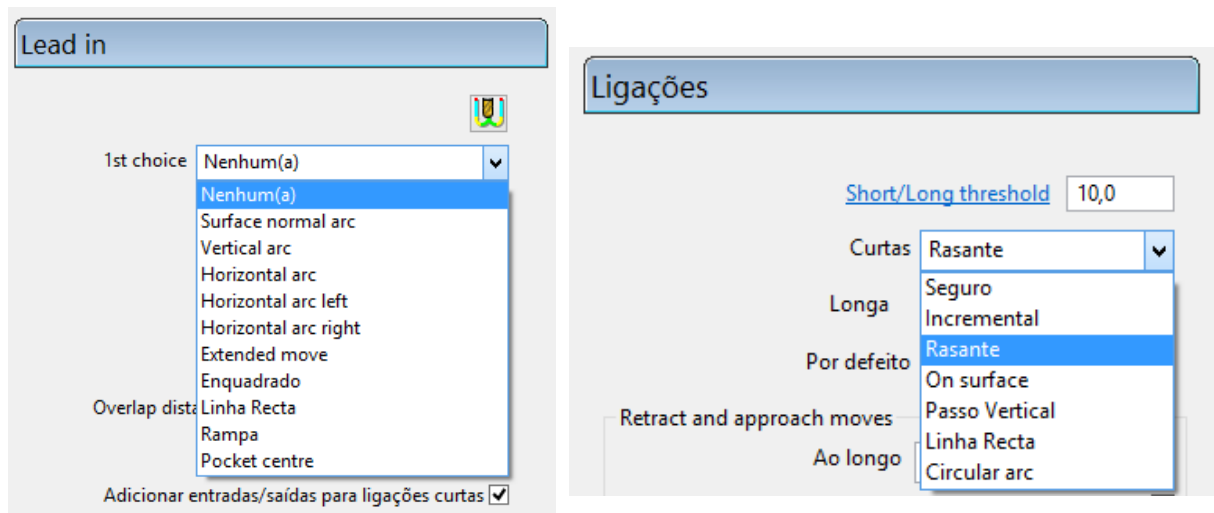 Lead in
1st choice Nenhum(a)
Nenhum(a)
Surface normal arc
Vertical arc
Horizontal arc
Horizontal arc left
Horizontal arc right
Extended move
Enquadrado
Overlap dista Linha Recta
Rampa
Pocket centre
Adicionar entradas/saídas para ligações curtas
Ligações
Short/Long threshold 10,0
Curtas Rasante
Seguro
Longa
Incremental
Rasante
Por defeito
On surface
Passo Vertical
Retract and approach moves
Linha Recta
Ao longo
Circular arc